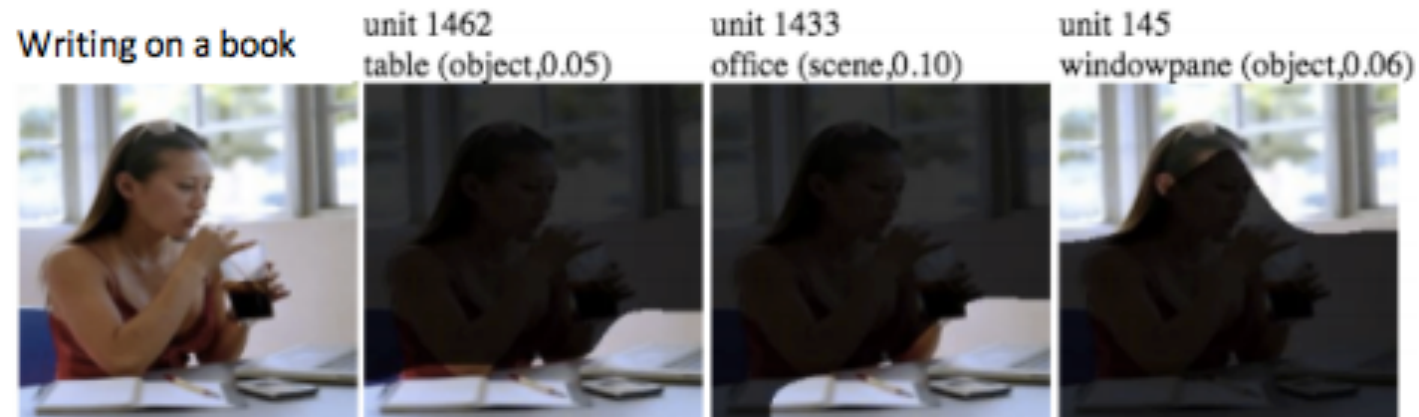 Writing on a book
unit 1462
table (object,0.05)
unit 1433
office (scene,0.10)
unit 145
windowpane (object,0.06)